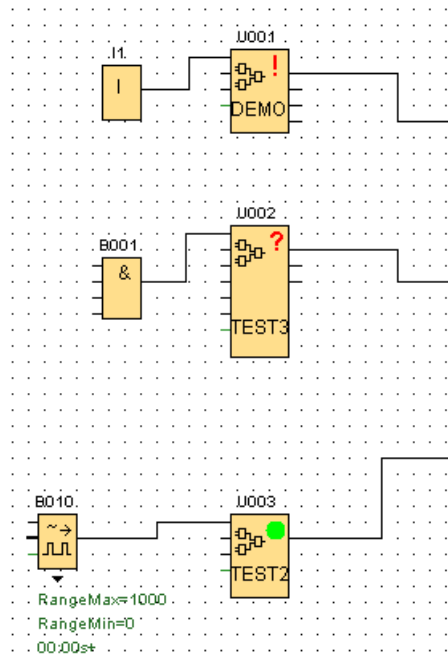 I1
I
U001
!
DEMO
B001
&
U002
?
TEST3
B010
~→
U003
TEST2
RangeMax=1000
RangeMin=0
00:00s+